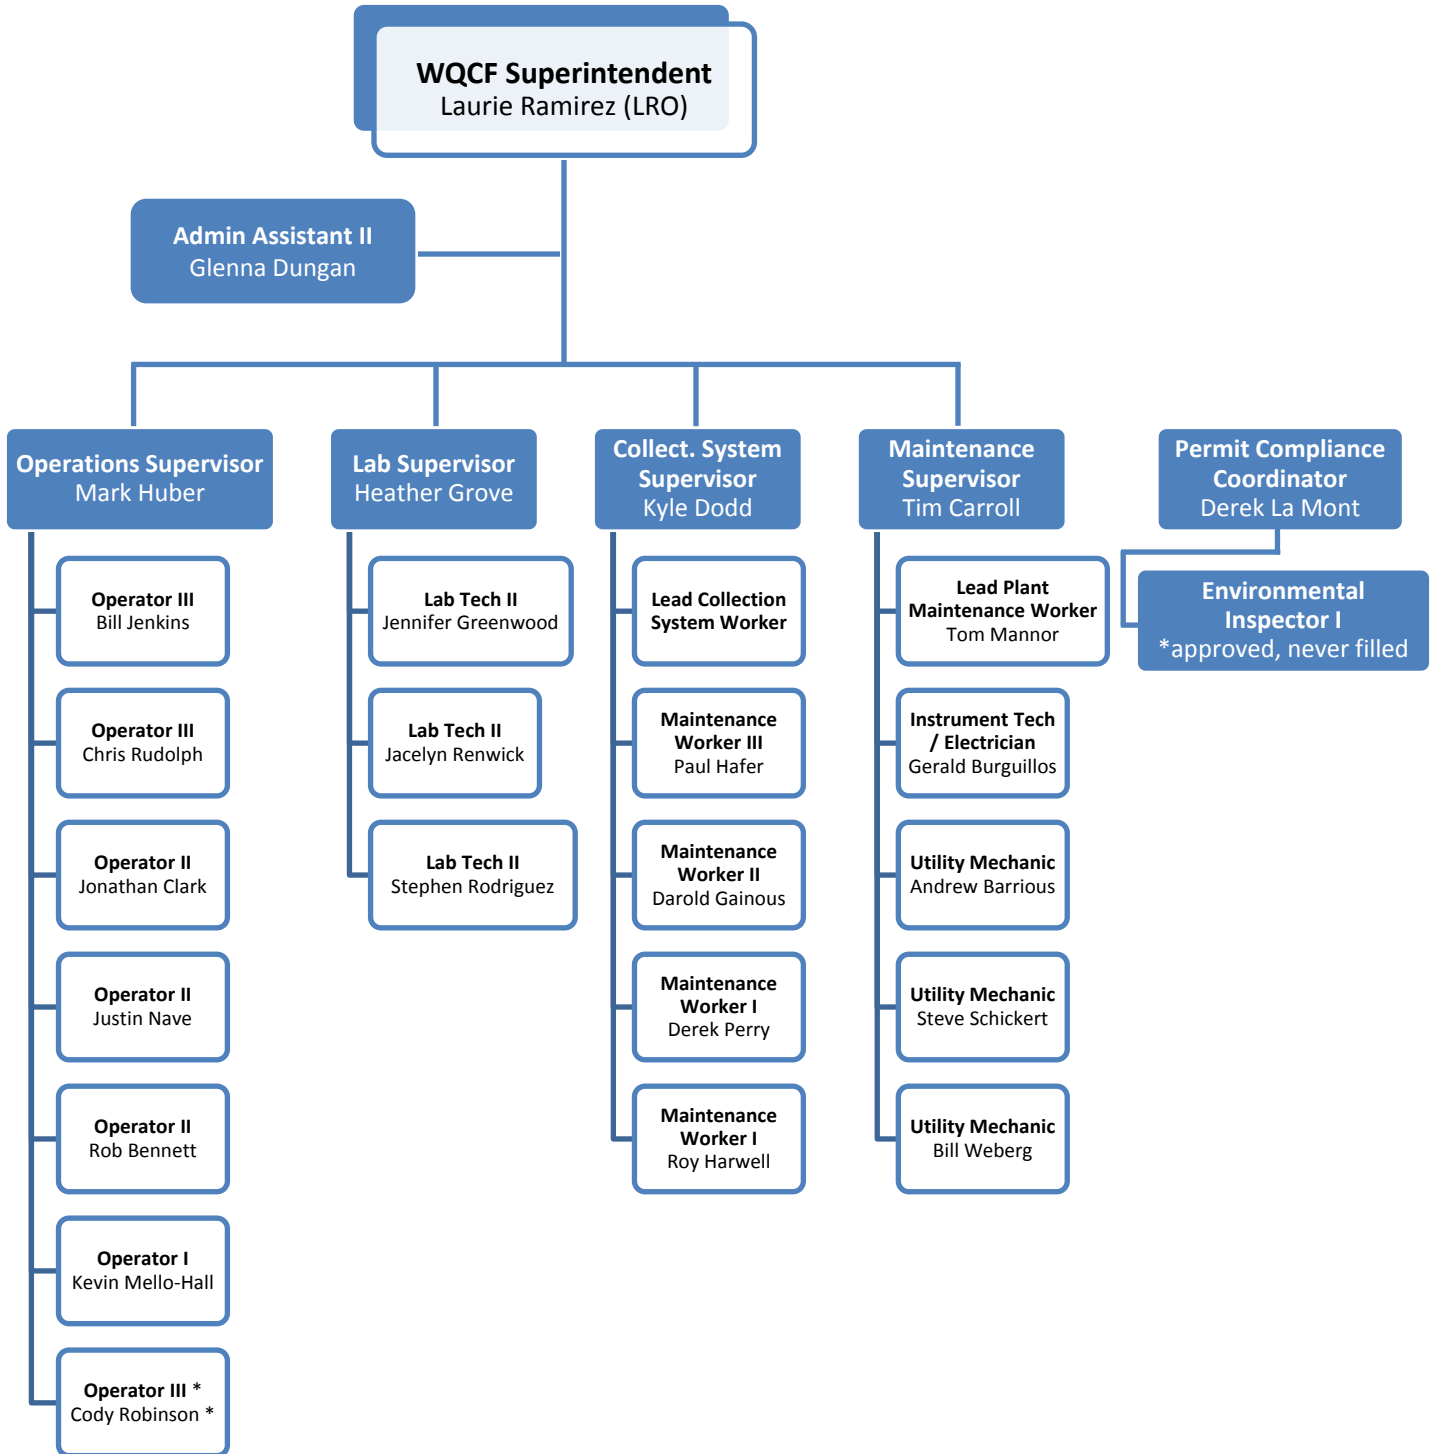 WQCF Superintendent
Laurie Ramirez (LRO)
Admin Assistant II
Glenna Dungan
Operations Supervisor
Mark Huber
Operator III
Bill Jenkins
Operator III
Chris Rudolph
Operator II
Jonathan Clark
Operator II
Justin Nave
Operator II
Rob Bennett
Operator I
Kevin Mello-Hall
Operator III *
Cody Robinson *
Lab Supervisor
Heather Grove
Lab Tech II
Jennifer Greenwood
Lab Tech II
Jacelyn Renwick
Lab Tech II
Stephen Rodriguez
Collect. System
Supervisor
Kyle Dodd
Lead Collection
System Worker
Maintenance
Worker III
Paul Hafer
Maintenance
Worker II
Darold Gainous
Maintenance
Worker I
Derek Perry
Maintenance
Worker I
Roy Harwell
Maintenance
Supervisor
Tim Carroll
Lead Plant
Maintenance Worker
Tom Mannor
Instrument Tech
/ Electrician
Gerald Burguillos
Utility Mechanic
Andrew Barrious
Utility Mechanic
Steve Schickert
Utility Mechanic
Bill Weberg
Permit Compliance
Coordinator
Derek La Mont
Environmental
Inspector I
*approved, never filled